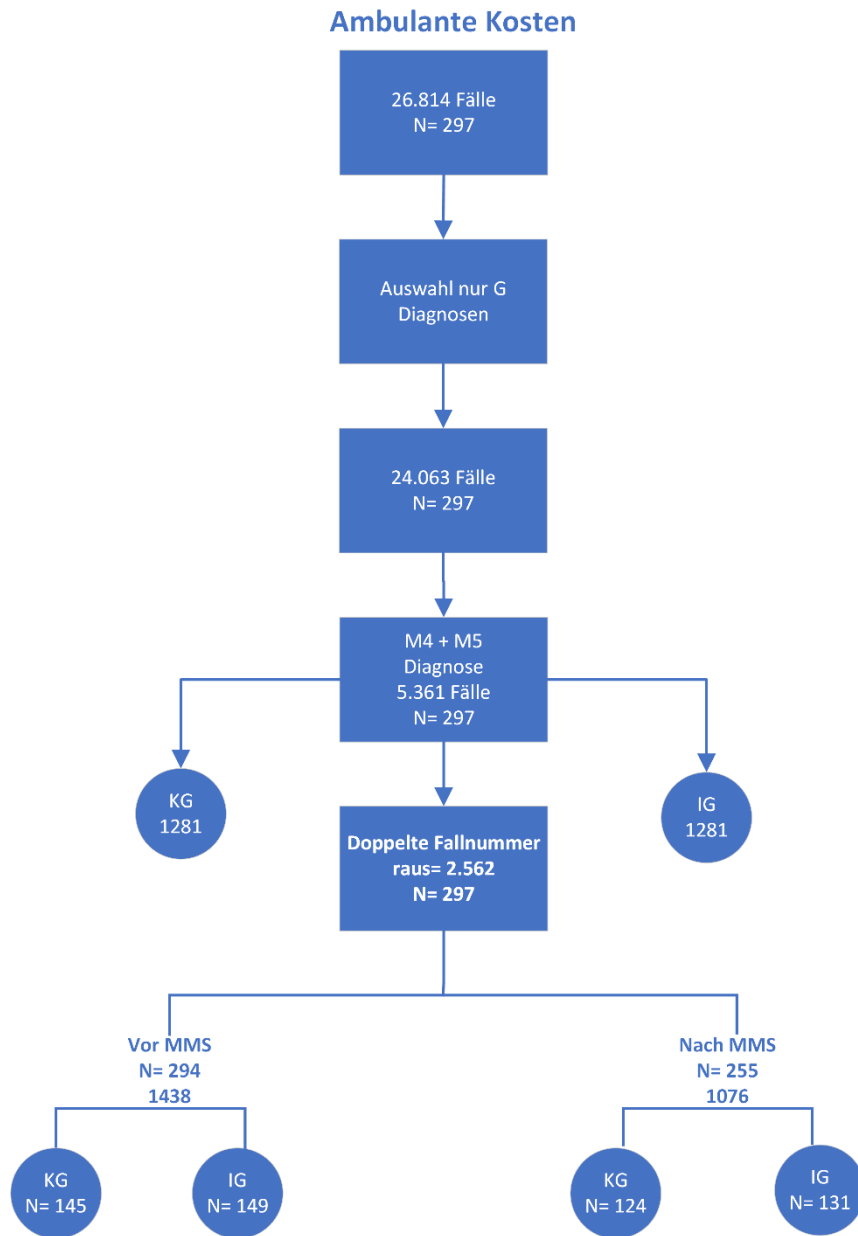 Ambulante Kosten
26.814 Fälle
N= 297
Auswahl nur G
Diagnosen
24.063 Fälle
N= 297
M4 + M5
Diagnose
5.361 Fälle
N= 297
KG
1281
IG
1281
Doppelte Fallnummer
raus= 2.562
N= 297
Vor MMS
N= 294
1438
Nach MMS
N= 255
1076
KG
N= 145
IG
N= 149
KG
N= 124
IG
N= 131